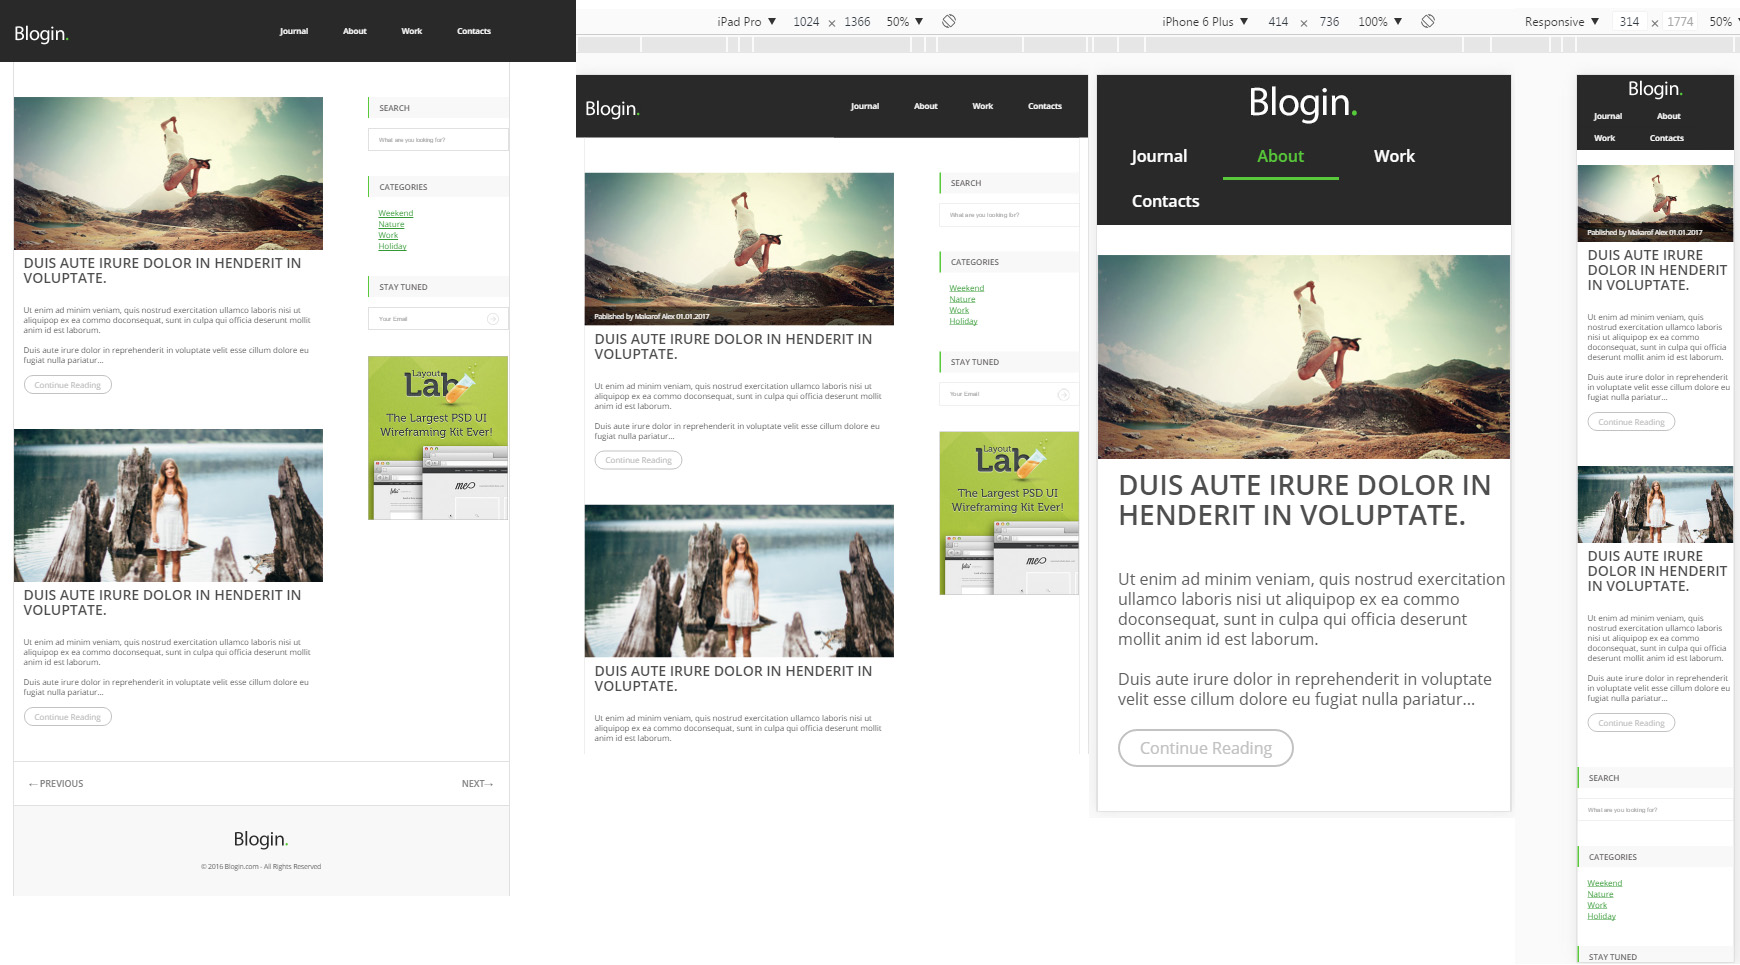 Blogin.
Journal About Work Contacts
SEARCH
What are you looking for?
CATEGORIES
Weekend
Nature
Work
Holiday
DUIS AUTE IRURE DOLOR IN HENDERIT IN
VOLUPTATE.
STAY TUNED
Ut enim ad minim veniam, quis nostrud exercitation ullamco laboris nisi ut
aliquipop ex ea commo doconsequat, sunt in culpa qui officia deserunt mollit
anim id est laborum.
Your Email
Duis aute irure dolor in reprehenderit in voluptate velit esse cillum dolore eu
fugiat nulla pariatur...
Continue Reading
Layout
Lab
The Largest PSD UI
Wireframing Kit Ever!
me
DUIS AUTE IRURE DOLOR IN HENDERIT IN
VOLUPTATE.
Ut enim ad minim veniam, quis nostrud exercitation ullamco laboris nisi ut
aliquipop ex ea commo doconsequat, sunt in culpa qui officia deserunt mollit
anim id est laborum.
Duis aute irure dolor in reprehenderit in voluptate velit esse cillum dolore eu
fugiat nulla pariatur...
Continue Reading
← PREVIOUS NEXT→
Blogin.
© 2016 Blogin.com - All Rights Reserved
iPad Pro ▼ 1024 × 1366 50% ▼
Blogin.
Journal About Work Contacts
SEARCH
What are you looking for?
CATEGORIES
Weekend
Nature
Work
Holiday
Pablished by Makarof Alex 01.01.2017
DUIS AUTE IRURE DOLOR IN HENDERIT IN
VOLUPTATE.
STAY TUNED
Ut enim ad minim veniam, quis nostrud exercitation ullamco laboris nisi ut
aliquipop ex ea commo doconsequat, sunt in culpa qui officia deserunt mollit
anim id est laborum.
Your Email
Duis aute irure dolor in reprehenderit in voluptate velit esse cillum dolore eu
fugiat nulla pariatur...
Continue Reading
Layout
Lab
The Largest PSD UI
Wireframing Kit Ever!
me
DUIS AUTE IRURE DOLOR IN HENDERIT IN
VOLUPTATE.
Ut enim ad minim veniam, quis nostrud exercitation ullamco laboris nisi ut
aliquipop ex ea commo doconsequat, sunt in culpa qui officia deserunt mollit
anim id est laborum.
iPhone 6 Plus ▼ 414 × 736 100% ▼
Blogin.
Journal About Work
Contacts
DUIS AUTE IRURE DOLOR IN
HENDERIT IN VOLUPTATE.
Ut enim ad minim veniam, quis nostrud exercitation
ullamco laboris nisi ut aliquipop ex ea commo
doconsequat, sunt in culpa qui officia deserunt
mollit anim id est laborum.
Duis aute irure dolor in reprehenderit in voluptate
velit esse cillum dolore eu fugiat nulla pariatur...
Continue Reading
Responsive ▼ 314 × 1774 50%
Blogin.
Journal About
Work Contacts
Pablished by Makarof Alex 01.01.2017
DUIS AUTE IRURE
DOLOR IN HENDERIT
IN VOLUPTATE.
Ut enim ad minim veniam, quis
nostrud exercitation ullamco laboris
nisi ut aliquipop ex ea commo
doconsequat, sunt in culpa qui officia
deserunt mollit anim id est laborum.
Duis aute irure dolor in reprehenderit
in voluptate velit esse cillum dolore eu
fugiat nulla pariatur...
Continue Reading
DUIS AUTE IRURE
DOLOR IN HENDERIT
IN VOLUPTATE.
Ut enim ad minim veniam, quis
nostrud exercitation ullamco laboris
nisi ut aliquipop ex ea commo
doconsequat, sunt in culpa qui officia
deserunt mollit anim id est laborum.
Duis aute irure dolor in reprehenderit
in voluptate velit esse cillum dolore eu
fugiat nulla pariatur...
Continue Reading
SEARCH
What are you looking for?
CATEGORIES
Weekend
Nature
Work
Holiday
STAY TUNED